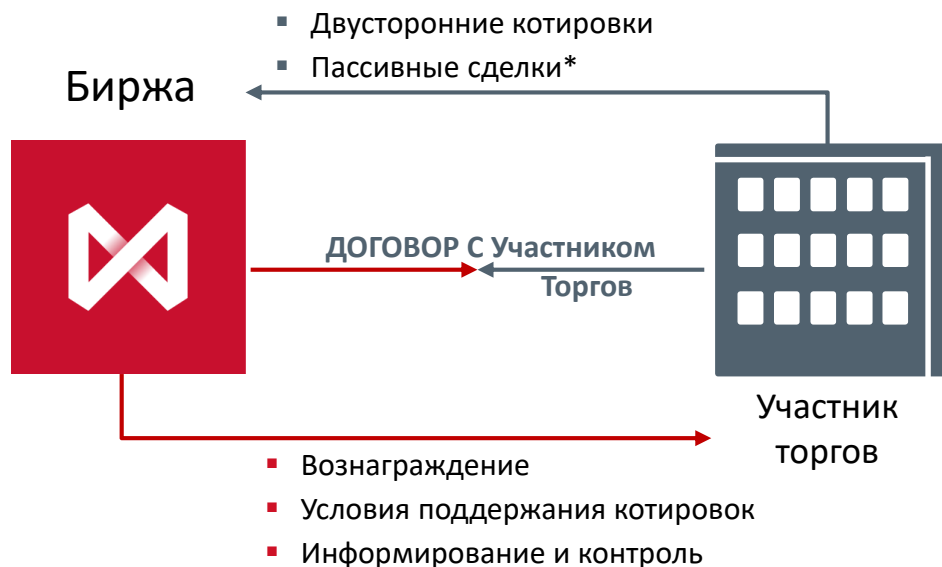 Двусторонние котировки
Пассивные сделки*
Биржа
ДОГОВОР С Участником
Торгов
Участник
торгов
Вознаграждение
Условия поддержания котировок
Информирование и контроль